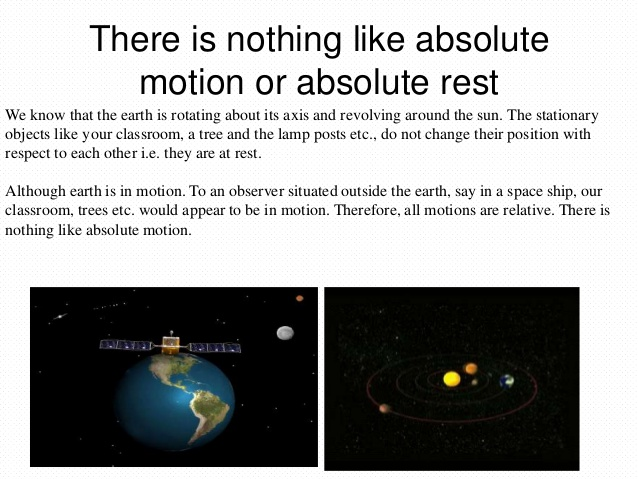 There is nothing like absolute
motion or absolute rest
We know that the earth is rotating about its axis and revolving around the sun. The stationary
objects like your classroom, a tree and the lamp posts etc., do not change their position with
respect to each other i.e. they are at rest.
Although earth is in motion. To an observer situated outside the earth, say in a space ship, our
classroom, trees etc. would appear to be in motion. Therefore, all motions are relative. There is
nothing like absolute motion.